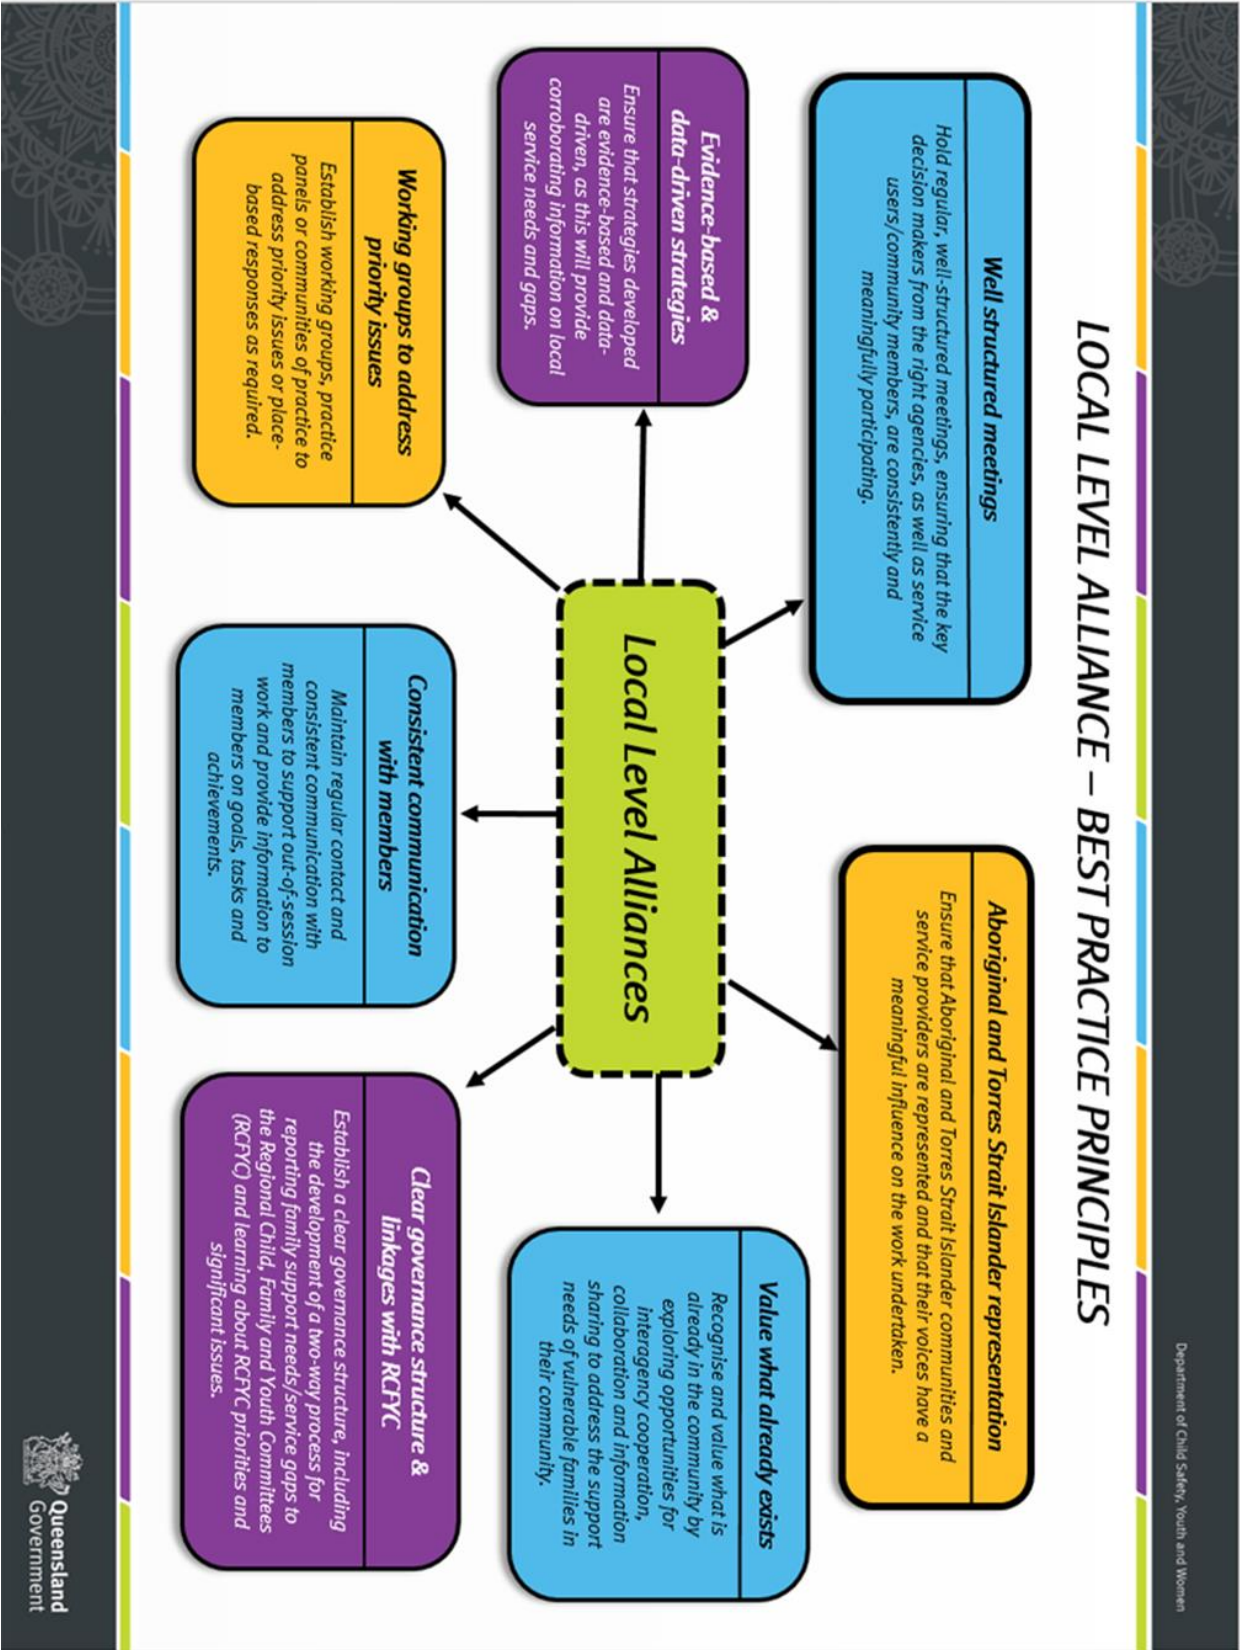 Department of Child Safety, Youth and Women
LOCAL LEVEL ALLIANCE – BEST PRACTICE PRINCIPLES
Well structured meetings
Hold regular, well-structured meetings, ensuring that the key
decision makers from the right agencies, as well as service
users/community members, are consistently and
meaningfully participating.
Aboriginal and Torres Strait Islander representation
Ensure that Aboriginal and Torres Strait Islander communities and
service providers are represented and that their voices have a
meaningful influence on the work undertaken.
Evidence-based &
data-driven strategies
Ensure that strategies developed
are evidence-based and data-
driven, as this will provide
corroborating information on local
service needs and gaps.
Local Level Alliances
Value what already exists
Recognise and value what is
already in the community by
exploring opportunities for
interagency cooperation,
collaboration and information
sharing to address the support
needs of vulnerable families in
their community.
Working groups to address
priority issues
Establish working groups, practice
panels or communities of practice to
address priority issues or place-
based responses as required.
Consistent communication
with members
Maintain regular contact and
consistent communication with
members to support out-of-session
work and provide information to
members on goals, tasks and
achievements.
Clear governance structure &
linkages with RCFYC
Establish a clear governance structure, including
the development of a two-way process for
reporting family support needs/service gaps to
the Regional Child, Family and Youth Committees
(RCFYC) and learning about RCFYC priorities and
significant issues.
Queensland
Government